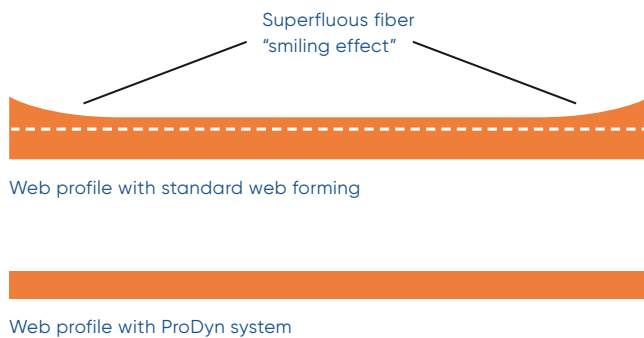 Superfluous fiber
“smiling effect”
Web profile with standard web forming
Web profile with ProDyn system